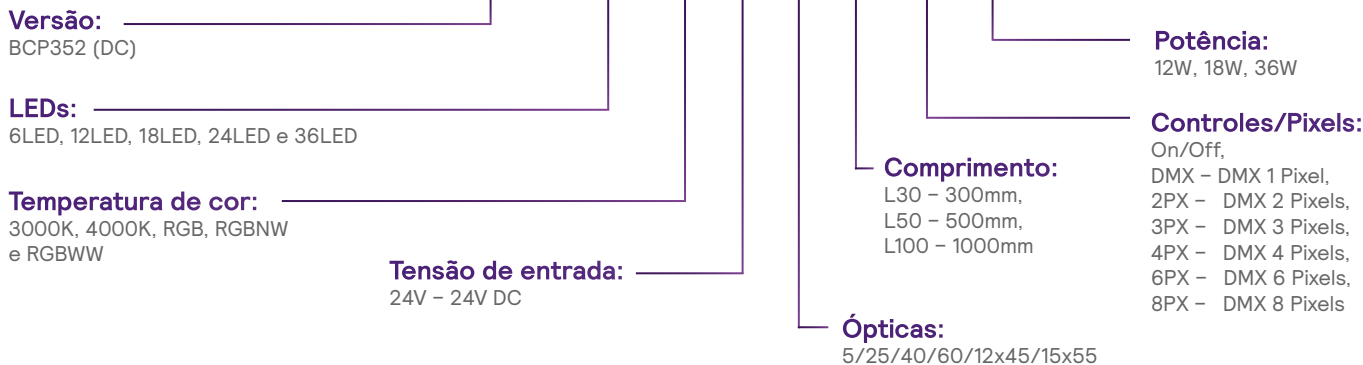 Versão:
BCP352 (DC)
LEDs:
6LED, 12LED, 18LED, 24LED e 36LED
Temperatura de cor:
3000K, 4000K, RGB, RGBNW
e RGBWW
Tensão de entrada:
24V – 24V DC
Ópticas:
5/25/40/60/12x45/15x55
Comprimento:
L30 – 300mm,
L50 – 500mm,
L100 – 1000mm
Controles/Pixels:
On/Off,
DMX – DMX 1 Pixel,
2PX – DMX 2 Pixels,
3PX – DMX 3 Pixels,
4PX – DMX 4 Pixels,
6PX – DMX 6 Pixels,
8PX – DMX 8 Pixels
Potência:
12W, 18W, 36W